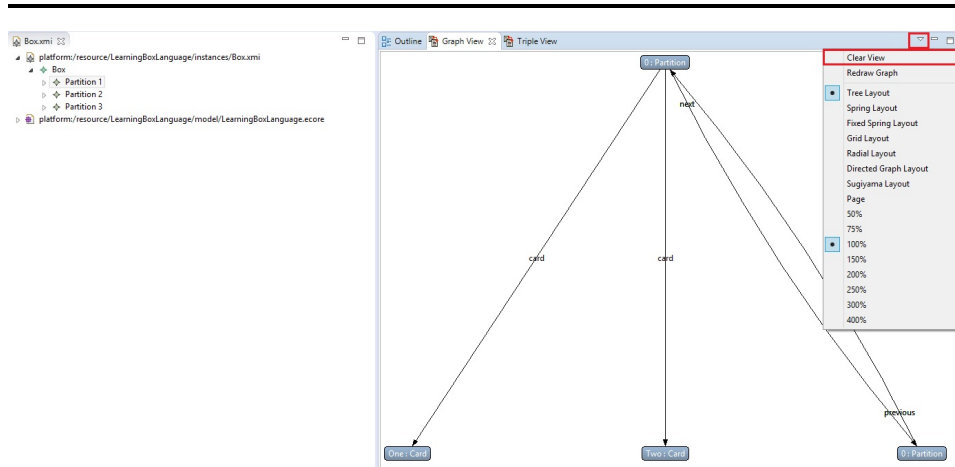 Box.xmi
platform:/resource/LearningBoxLanguage/instances/Box.xmi
Box
Partition 1
Partition 2
Partition 3
platform:/resource/LearningBoxLanguage/model/LearningBoxLanguage.ecore
Outline Graph View Triple View
0 : Partition
next
card
card
previous
One : Card
Two : Card
0 : Partition
Clear View
Redraw Graph
Tree Layout
Spring Layout
Fixed Spring Layout
Grid Layout
Radial Layout
Directed Graph Layout
Sugiyama Layout
Page
50%
75%
100%
150%
200%
250%
300%
400%